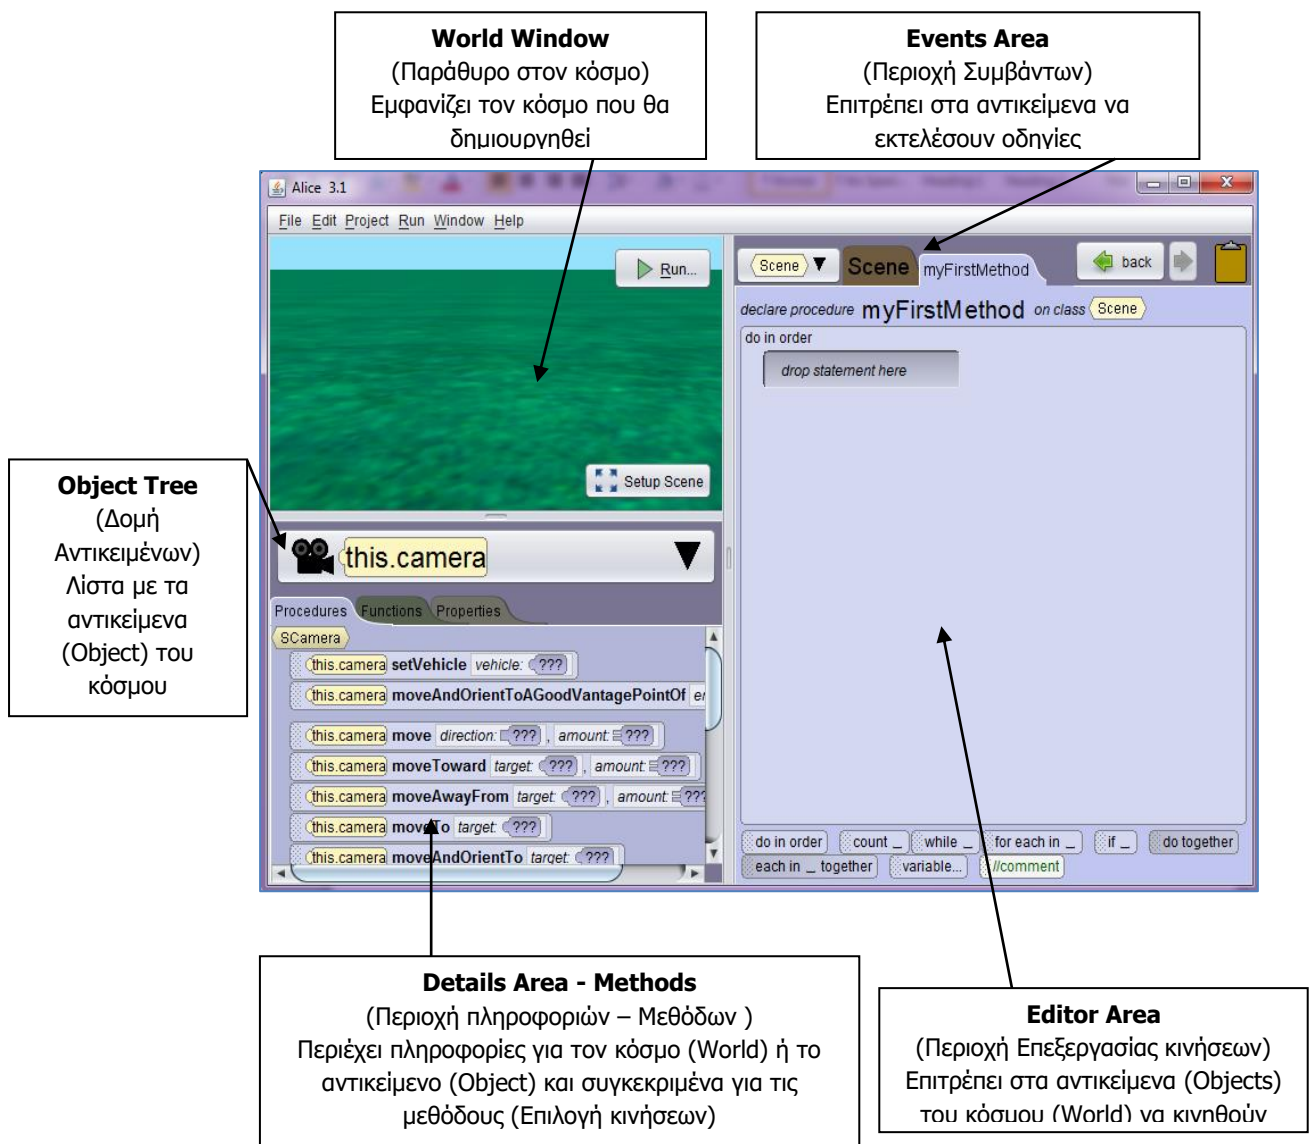 World Window
(Παράθυρο στον κόσμο)
Εμφανίζει τον κόσμο που θα
δημιουργηθεί
Events Area
(Περιοχή Συμβάντων)
Επιτρέπει στα αντικείμενα να
εκτελέσουν οδηγίες
Alice 3.1
File Edit Project Run Window Help
Run...
Setup Scene
Scene
Scene
myFirstMethod
back
declare procedure myFirstMethod on class Scene
do in order
drop statement here
Object Tree
(Δομή
Αντικειμένων)
Λίστα με τα
αντικείμενα
(Object) του
κόσμου
this.camera
Procedures Functions Properties
SCamera
this.camera setVehicle vehicle: ???
this.camera moveAndOrientToAGoodVantagePointOf
this.camera move direction: ??? , amount: ???
this.camera moveToward target: ??? , amount: ???
this.camera moveAwayFrom target: ??? , amount: ???
this.camera moveTo target: ???
this.camera moveAndOrientTo target: ???
do in order count _ while _ for each in _ if _ do together
each in _ together variable... //comment
Details Area - Methods
(Περιοχή πληροφοριών – Μεθόδων )
Περιέχει πληροφορίες για τον κόσμο (World) ή το
αντικείμενο (Object) και συγκεκριμένα για τις
μεθόδους (Επιλογή κινήσεων)
Editor Area
(Περιοχή Επεξεργασίας κινήσεων)
Επιτρέπει στα αντικείμενα (Objects)
του κόσμου (World) να κινηθούν